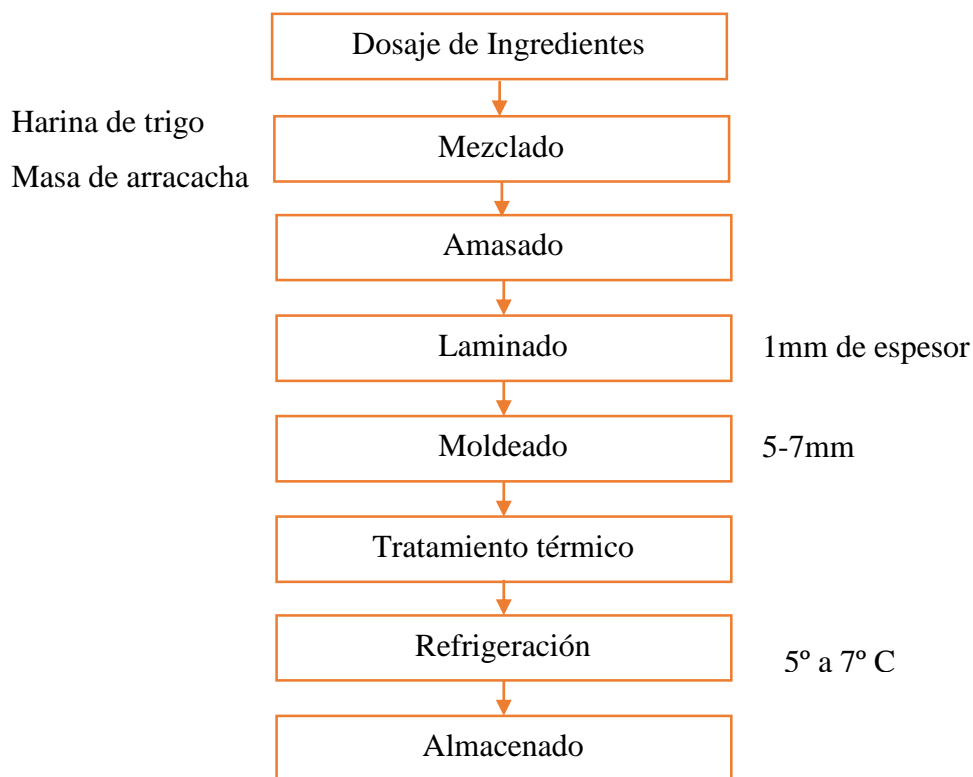 Dosaje de Ingredientes
Harina de trigo
Masa de arracacha
Mezclado
Amasado
Laminado
1mm de espesor
Moldeado
5-7mm
Tratamiento térmico
Refrigeración
5º a 7º C
Almacenado